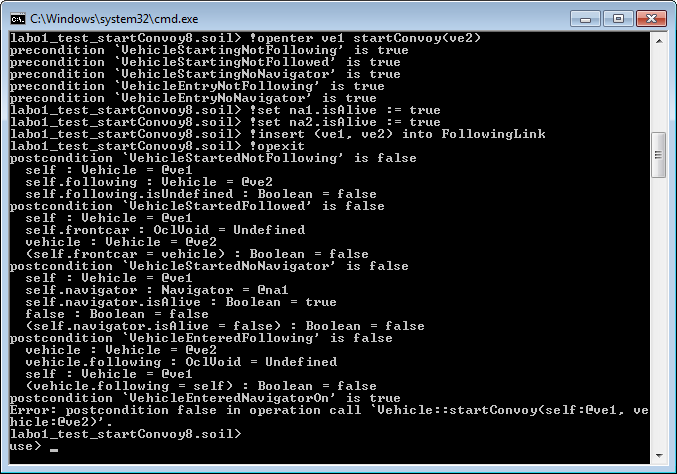 C:\Windows\system32\cmd.exe
labo1_test_startConvoy8.soil> !openter ve1 startConvoy(ve2)
precondition `VehicleStartingNotFollowing' is true
precondition `VehicleStartingNotFollowed' is true
precondition `VehicleStartingNoNavigator' is true
precondition `VehicleEntryNotFollowing' is true
precondition `VehicleEntryNoNavigator' is true
labo1_test_startConvoy8.soil> !set na1.isAlive := true
labo1_test_startConvoy8.soil> !set na2.isAlive := true
labo1_test_startConvoy8.soil> !insert (ve1, ve2) into FollowingLink
labo1_test_startConvoy8.soil> !opexit
postcondition `VehicleStartedNotFollowing' is false
  self : Vehicle = @ve1
  self.following : Vehicle = @ve2
  self.following.isUndefined : Boolean = false
postcondition `VehicleStartedFollowed' is false
  self : Vehicle = @ve1
  self.frontcar : OclVoid = Undefined
  vehicle : Vehicle = @ve2
  (self.frontcar = vehicle) : Boolean = false
postcondition `VehicleStartedNoNavigator' is false
  self : Vehicle = @ve1
  self.navigator : Navigator = @na1
  self.navigator.isAlive : Boolean = true
  false : Boolean = false
  (self.navigator.isAlive = false) : Boolean = false
postcondition `VehicleEnteredFollowing' is false
  vehicle : Vehicle = @ve2
  vehicle.following : OclVoid = Undefined
  self : Vehicle = @ve1
  (vehicle.following = self) : Boolean = false
postcondition `VehicleEnteredNavigatorOn' is true
Error: postcondition false in operation call `Vehicle::startConvoy(self:@ve1, ve
hicle:@ve2)'.
labo1_test_startConvoy8.soil>
use> _